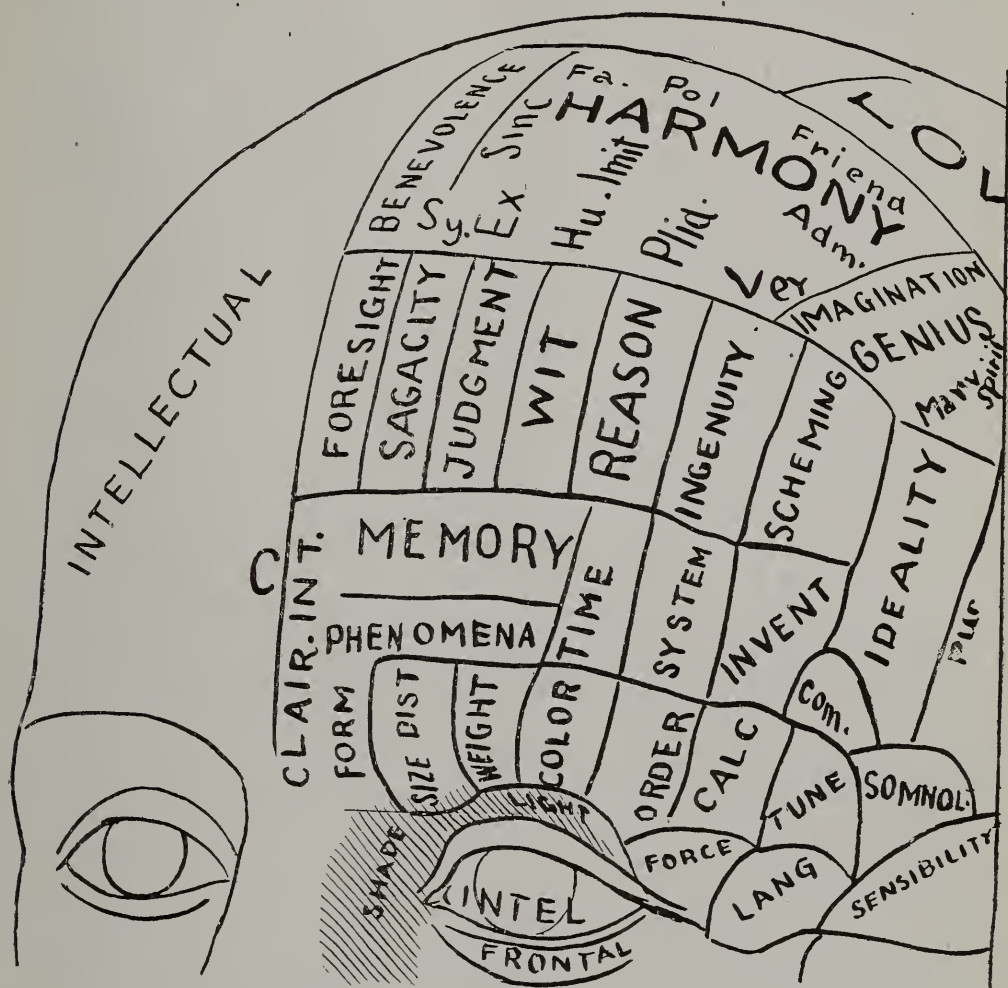 INTELLECTUAL
BENEVOLENCE
Sy.
Ex
Sinc
Fa.
Pol
HARMONY
Hu. Imit
Plid.
Friend
Adm.
Ver
LOV
IMAGINATION
GENIUS
Marv.
Spirit
FORESIGHT
SAGACITY
JUDGMENT
WIT
REASON
INGENUITY
SCHEMING
IDEALITY
Pur
C
CLAIR. INT.
MEMORY
PHENOMENA
TIME
SYSTEM
INVENT
Com.
FORM
SIZE DIST
WEIGHT
COLOR
ORDER
CALC
TUNE
SOMNOL.
LIGHT
SHADE
FORCE
LANG
SENSIBILITY
INTEL
FRONTAL